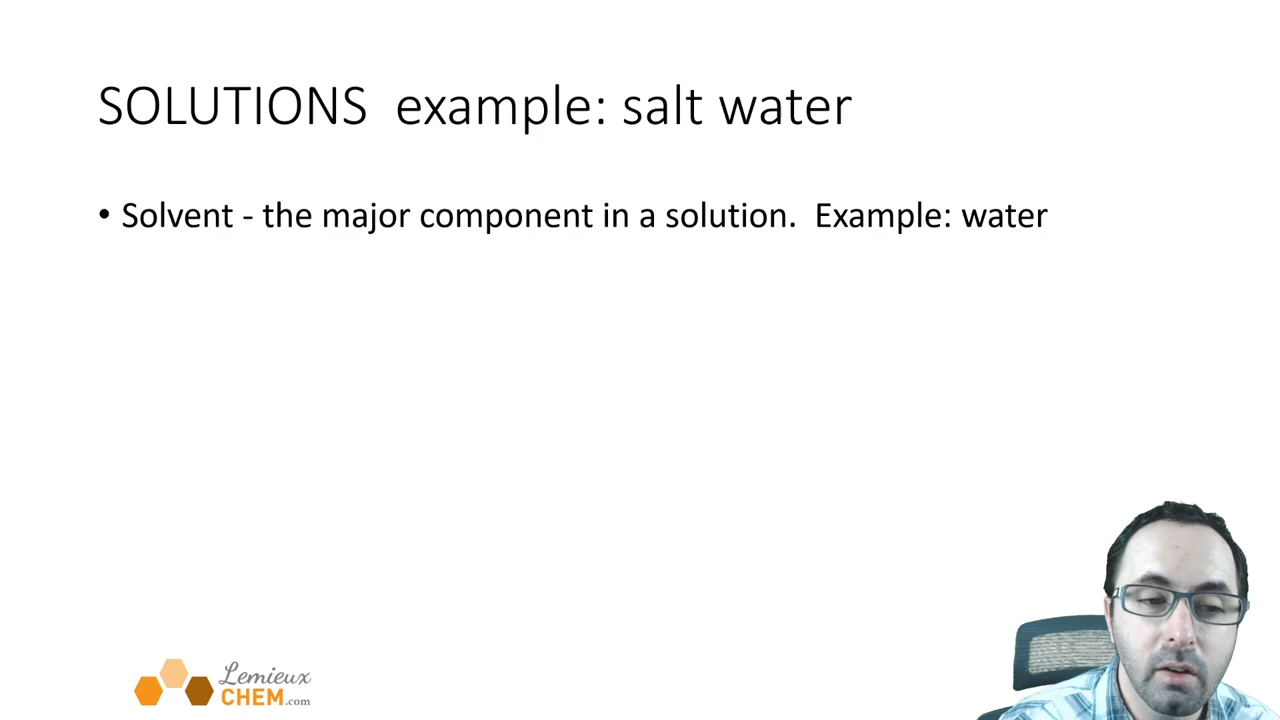 SOLUTIONS  example: salt water
• Solvent - the major component in a solution.  Example: water
Lemieux
CHEM.com